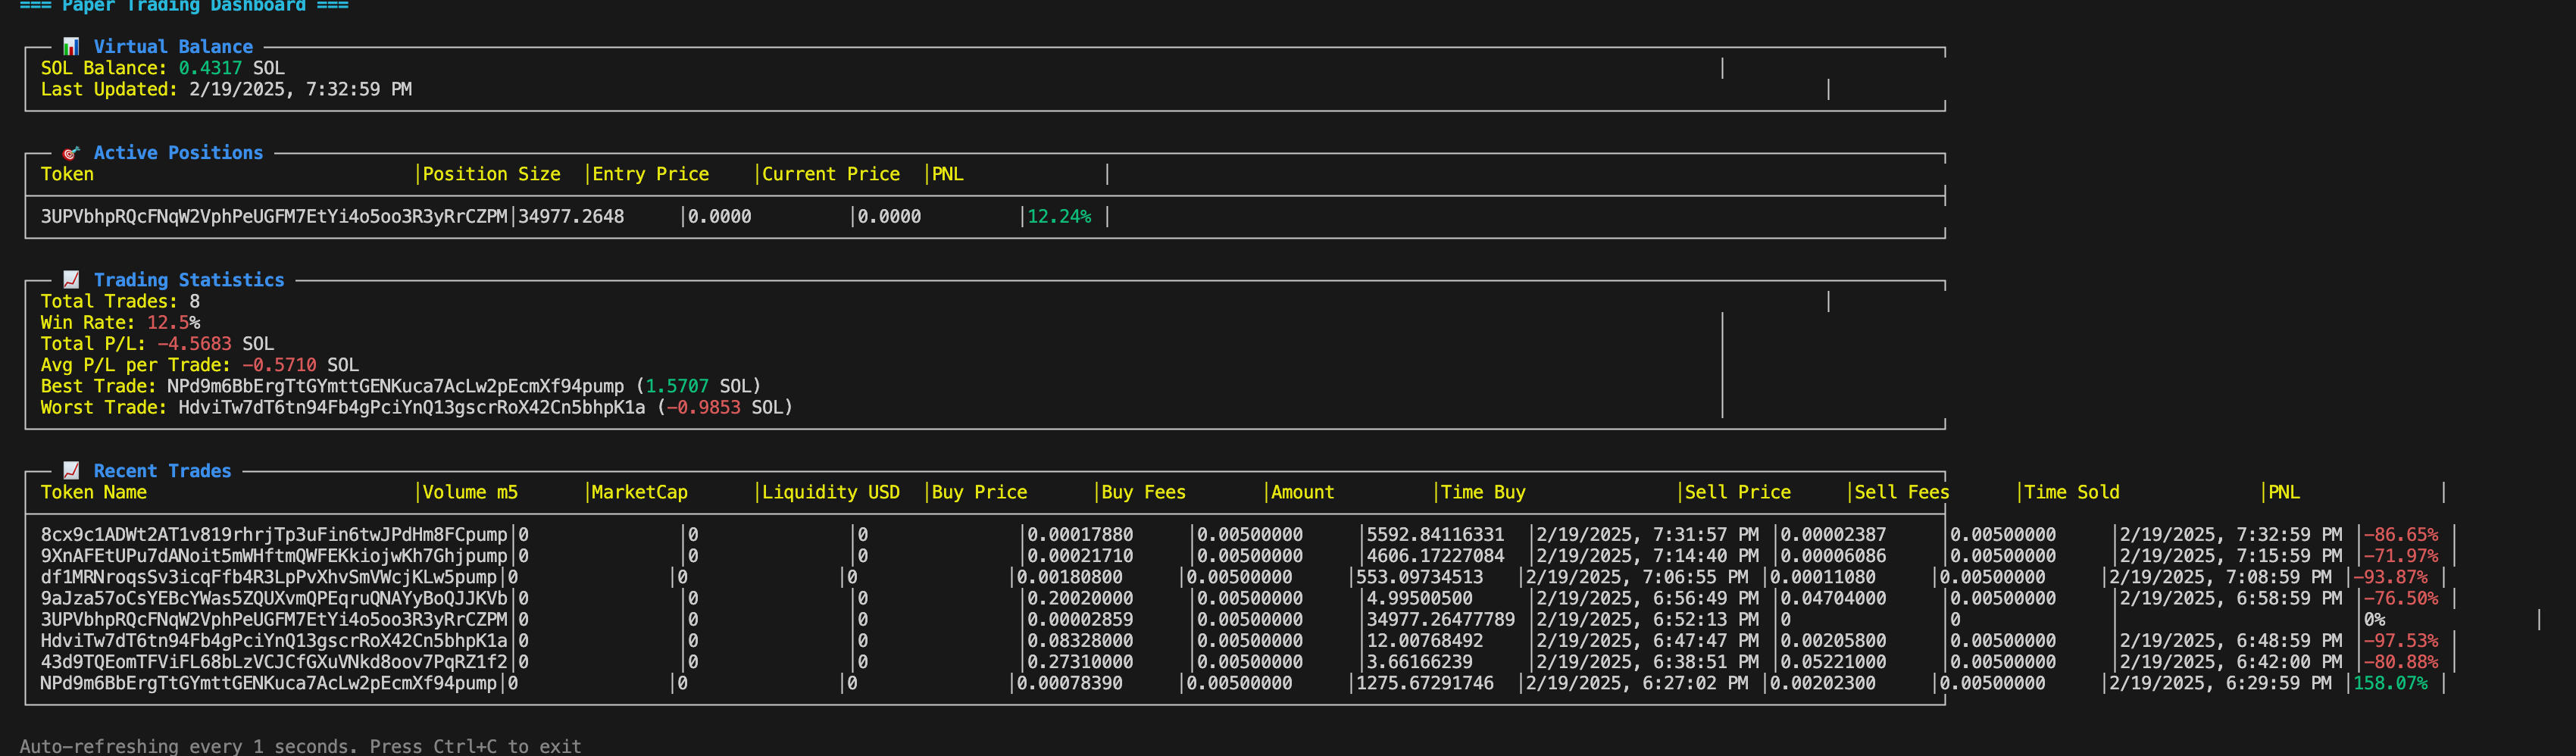 === Paper Trading Dashboard ===
📊 Virtual Balance
SOL Balance: 0.4317 SOL
Last Updated: 2/19/2025, 7:32:59 PM
🎯 Active Positions
Token |Position Size |Entry Price |Current Price |PNL |
3UPVbhpRQcFNqW2VphPeUGFM7EtYi4o5oo3R3yRrCZPM|34977.2648 |0.0000 |0.0000 |12.24% |
📈 Trading Statistics
Total Trades: 8
Win Rate: 12.5%
Total P/L: -4.5683 SOL
Avg P/L per Trade: -0.5710 SOL
Best Trade: NPd9m6BbErgTtGYmttGENKuca7AcLw2pEcmXf94pump (1.5707 SOL)
Worst Trade: HdviTw7dT6tn94Fb4gPciYnQ13gscrRoX42Cn5bhpK1a (-0.9853 SOL)
📈 Recent Trades
Token Name |Volume m5 |MarketCap |Liquidity USD |Buy Price |Buy Fees |Amount |Time Buy |Sell Price |Sell Fees |Time Sold |PNL |
8cx9c1ADWt2AT1v819rhrjTp3uFin6twJPdHm8FCpump|0 |0 |0 |0.00017880 |0.00500000 |5592.84116331 |2/19/2025, 7:31:57 PM |0.00002387 |0.00500000 |2/19/2025, 7:32:59 PM |-86.65% |
9XnAFEtUPu7dANoit5mWHftmQWFEKkiojwKh7Ghjpump|0 |0 |0 |0.00021710 |0.00500000 |4606.17227084 |2/19/2025, 7:14:40 PM |0.00006086 |0.00500000 |2/19/2025, 7:15:59 PM |-71.97% |
df1MRNroqsSv3icqFfb4R3LpPvXhvSmVWcjKLw5pump|0 |0 |0 |0.00180800 |0.00500000 |553.09734513 |2/19/2025, 7:06:55 PM |0.00011080 |0.00500000 |2/19/2025, 7:08:59 PM |-93.87% |
9aJza57oCsYEBcYWas5ZQUXvmQPEqruQNAYyBoQJJKVb|0 |0 |0 |0.20020000 |0.00500000 |4.99500500 |2/19/2025, 6:56:49 PM |0.04704000 |0.00500000 |2/19/2025, 6:58:59 PM |-76.50% |
3UPVbhpRQcFNqW2VphPeUGFM7EtYi4o5oo3R3yRrCZPM|0 |0 |0 |0.00002859 |0.00500000 |34977.26477789 |2/19/2025, 6:52:13 PM |0 |0 | |0% |
HdviTw7dT6tn94Fb4gPciYnQ13gscrRoX42Cn5bhpK1a|0 |0 |0 |0.08328000 |0.00500000 |12.00768492 |2/19/2025, 6:47:47 PM |0.00205800 |0.00500000 |2/19/2025, 6:48:59 PM |-97.53% |
43d9TQEomTFViFL68bLzVCJCfGXuVNkd8oov7PqRZ1f2|0 |0 |0 |0.27310000 |0.00500000 |3.66166239 |2/19/2025, 6:38:51 PM |0.05221000 |0.00500000 |2/19/2025, 6:42:00 PM |-80.88% |
NPd9m6BbErgTtGYmttGENKuca7AcLw2pEcmXf94pump|0 |0 |0 |0.00078390 |0.00500000 |1275.67291746 |2/19/2025, 6:27:02 PM |0.00202300 |0.00500000 |2/19/2025, 6:29:59 PM |158.07% |
Auto-refreshing every 1 seconds. Press Ctrl+C to exit